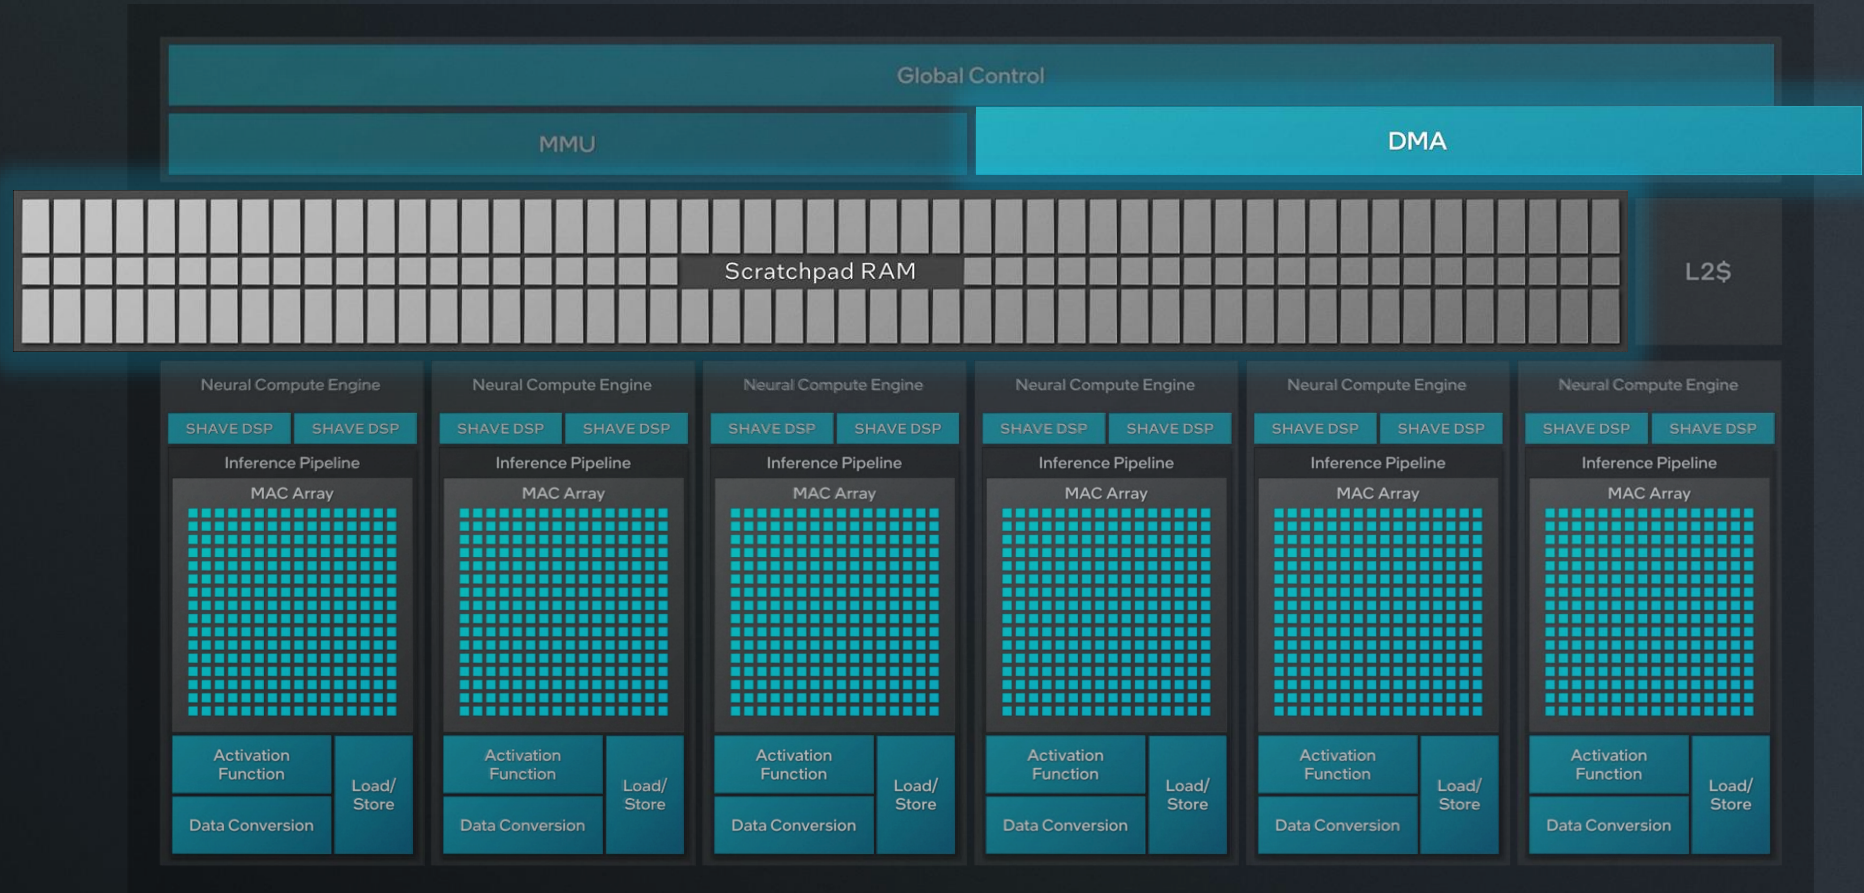 Global Control
MMU
DMA
Scratchpad RAM
L2$
Neural Compute Engine
SHAVE DSP
SHAVE DSP
Inference Pipeline
MAC Array
Activation
Function
Load/
Store
Data Conversion
Neural Compute Engine
SHAVE DSP
SHAVE DSP
Inference Pipeline
MAC Array
Activation
Function
Load/
Store
Data Conversion
Neural Compute Engine
SHAVE DSP
SHAVE DSP
Inference Pipeline
MAC Array
Activation
Function
Load/
Store
Data Conversion
Neural Compute Engine
SHAVE DSP
SHAVE DSP
Inference Pipeline
MAC Array
Activation
Function
Load/
Store
Data Conversion
Neural Compute Engine
SHAVE DSP
SHAVE DSP
Inference Pipeline
MAC Array
Activation
Function
Load/
Store
Data Conversion
Neural Compute Engine
SHAVE DSP
SHAVE DSP
Inference Pipeline
MAC Array
Activation
Function
Load/
Store
Data Conversion